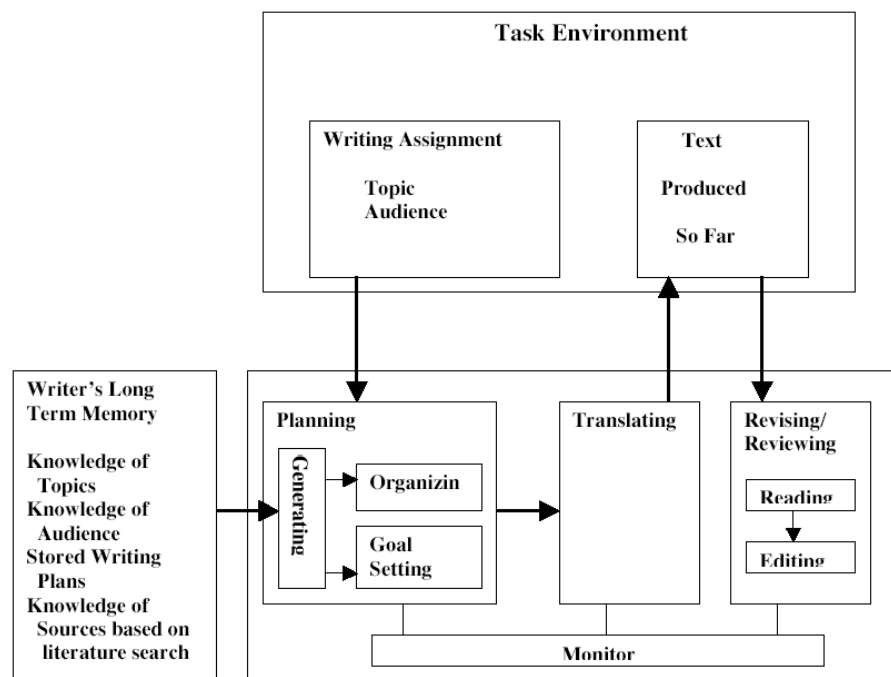 Task Environment
Writing Assignment
Topic
Audience
Text
Produced
So Far
Writer's Long
Term Memory
Knowledge of
Topics
Knowledge of
Audience
Stored Writing
Plans
Knowledge of
Sources based on
literature search
Planning
Generating
Organizin
Goal
Setting
Translating
Revising/
Reviewing
Reading
Editing
Monitor